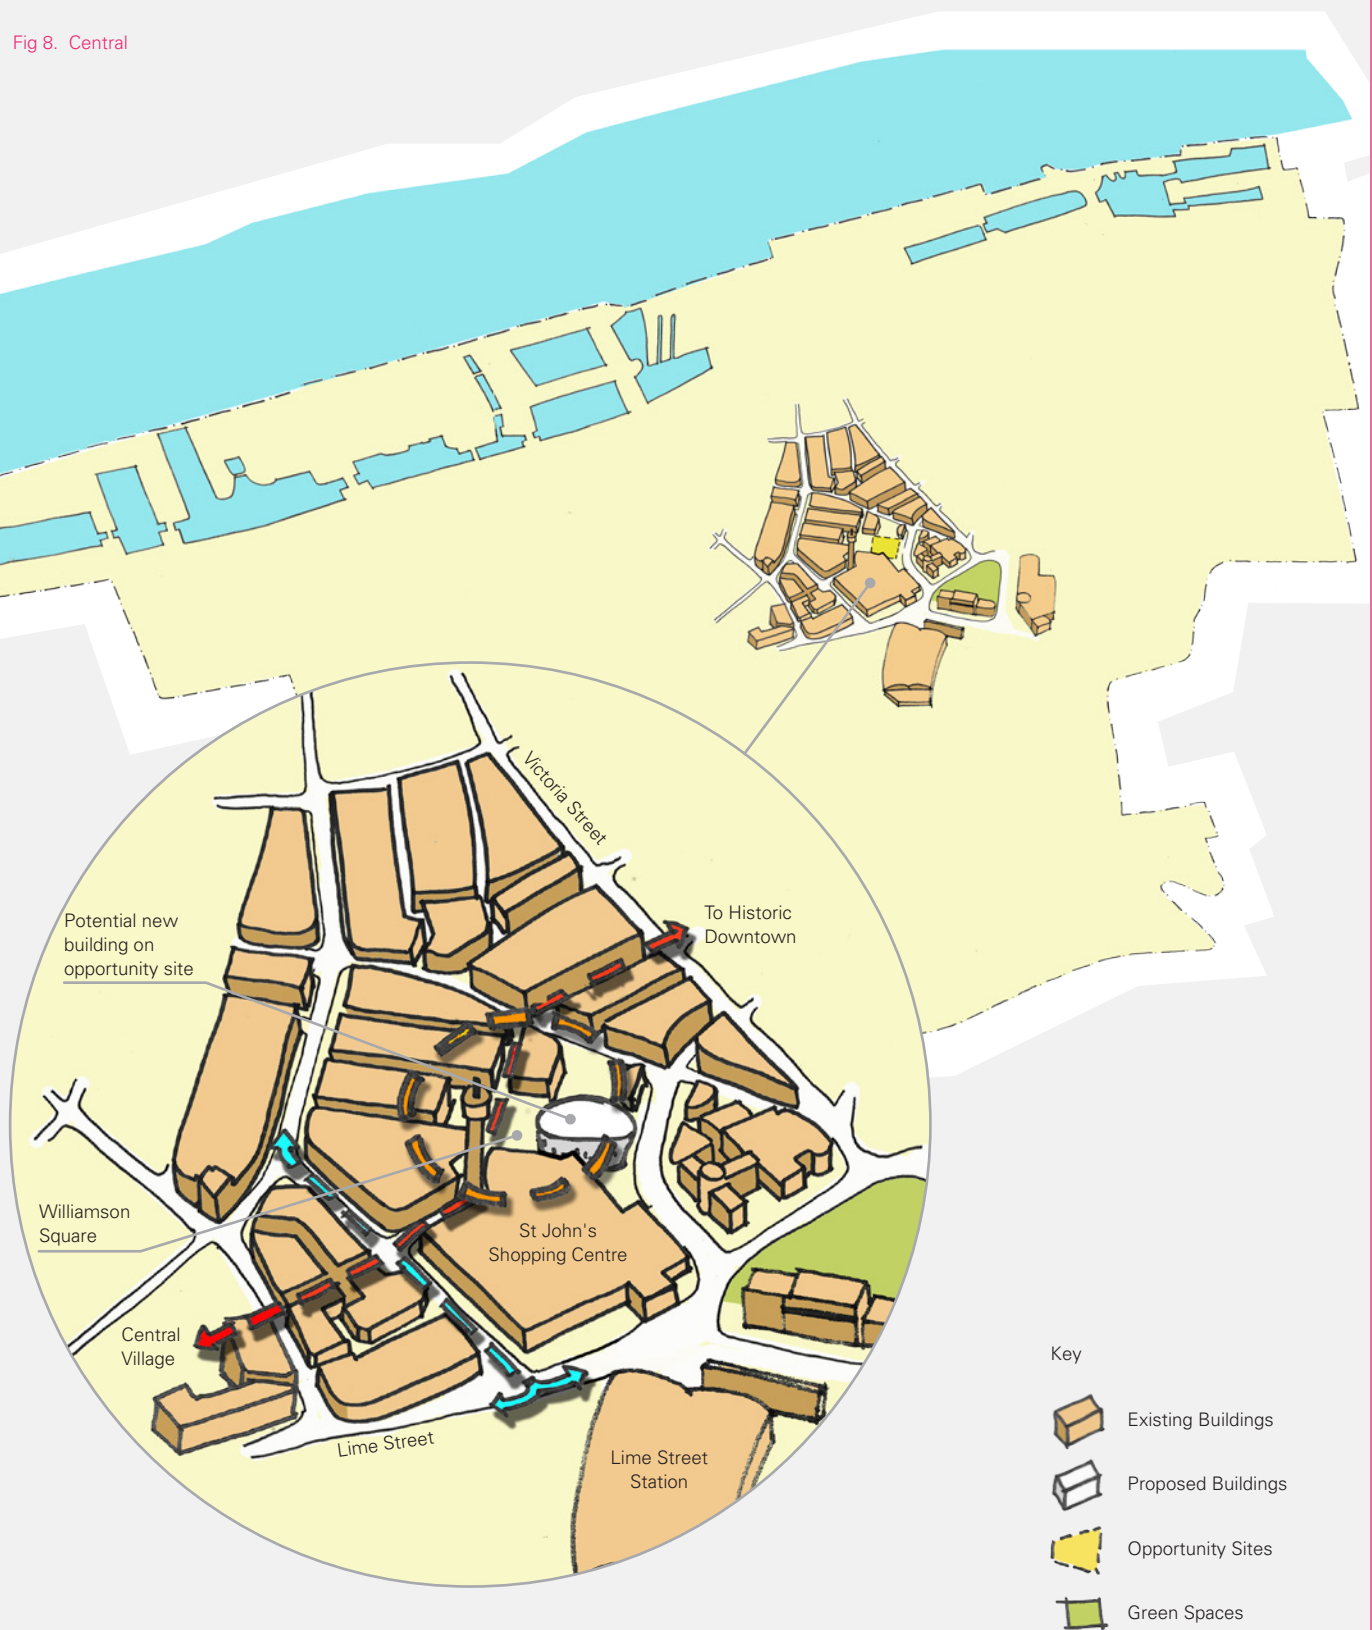 Fig 8.  Central
Victoria Street
To Historic
Downtown
Potential new
building on
opportunity site
Williamson
Square
St John's
Shopping Centre
Central
Village
Lime Street
Lime Street
Station
Key
Existing Buildings
Proposed Buildings
Opportunity Sites
Green Spaces